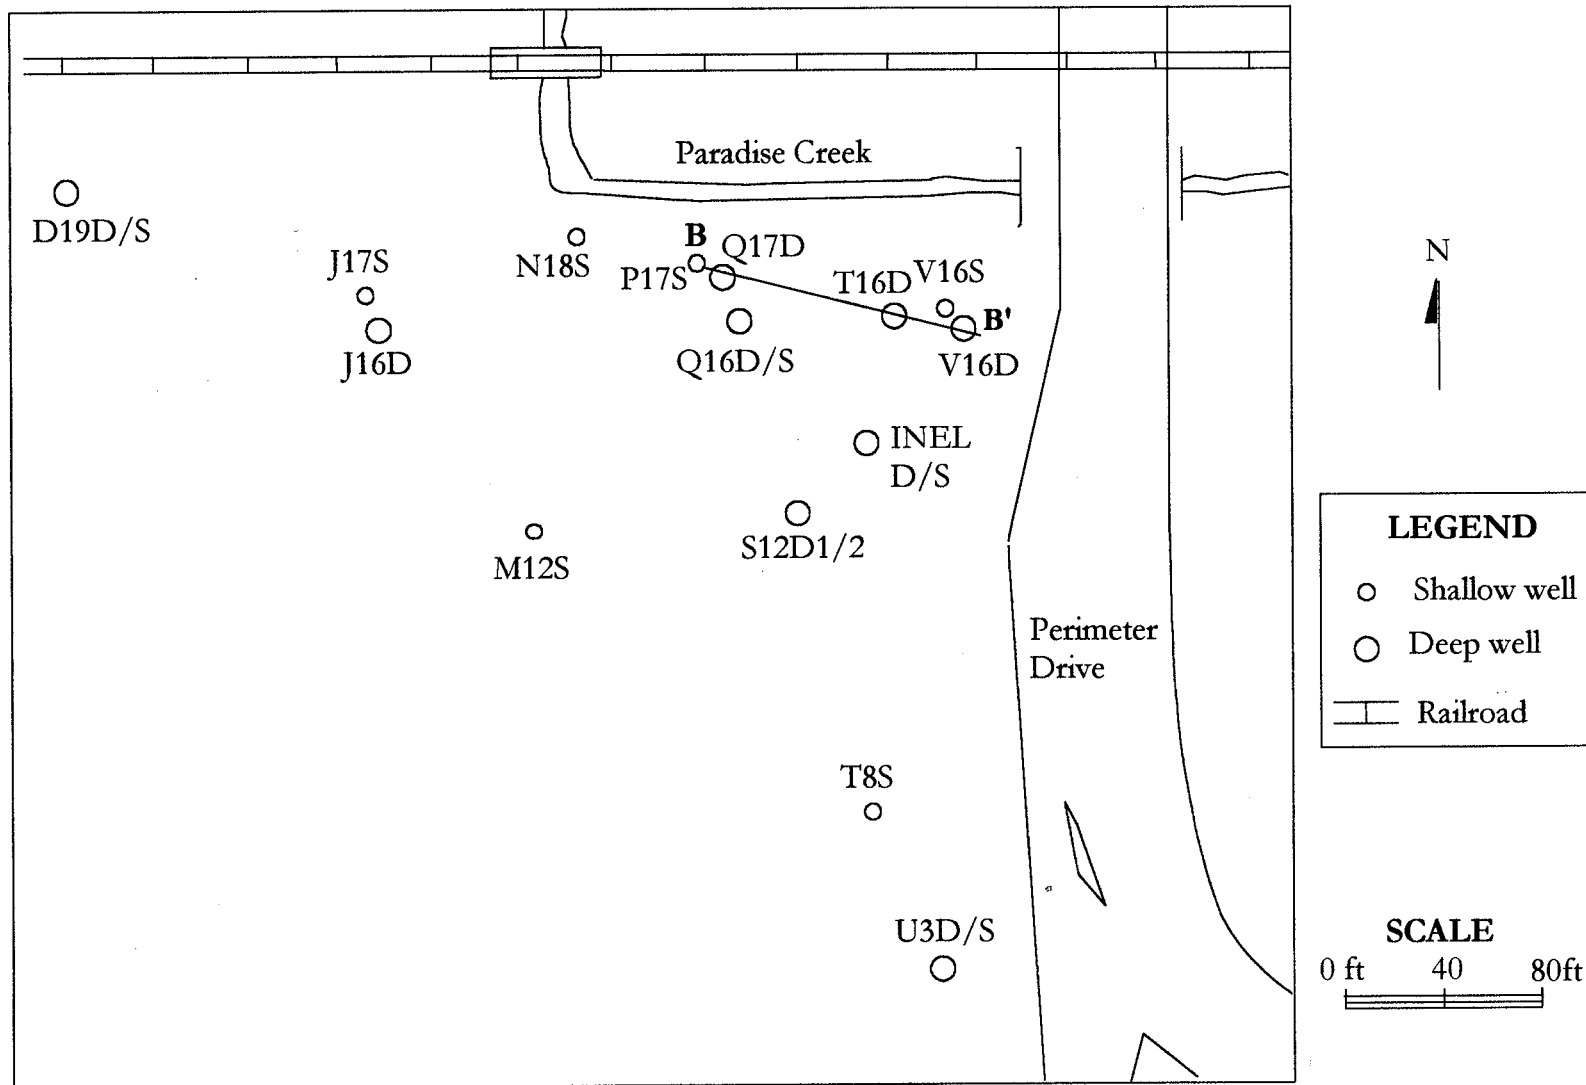 Paradise Creek
D19D/S
J17S
J16D
N18S
B
Q17D
P17S
T16D
V16S
B'
Q16D/S
V16D
N
INEL
D/S
S12D1/2
M12S
Perimeter
Drive
T8S
U3D/S
LEGEND
Shallow well
Deep well
Railroad
SCALE
0 ft 40 80ft